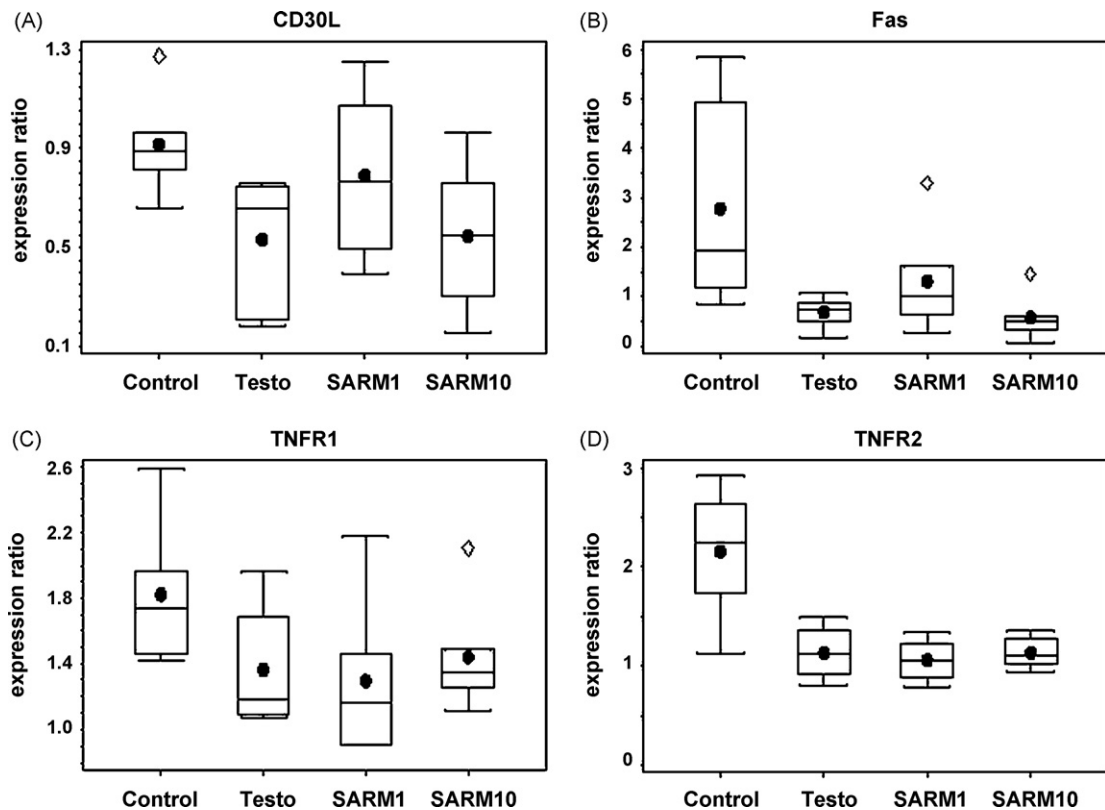 (A) CD30L
expression ratio
1.3
0.9
0.5
0.1
Control Testo SARM1 SARM10
(B) Fas
expression ratio
6
5
4
3
2
1
0
Control Testo SARM1 SARM10
(C) TNFR1
expression ratio
2.6
2.2
1.8
1.4
1.0
Control Testo SARM1 SARM10
(D) TNFR2
expression ratio
3
2
1
0
Control Testo SARM1 SARM10